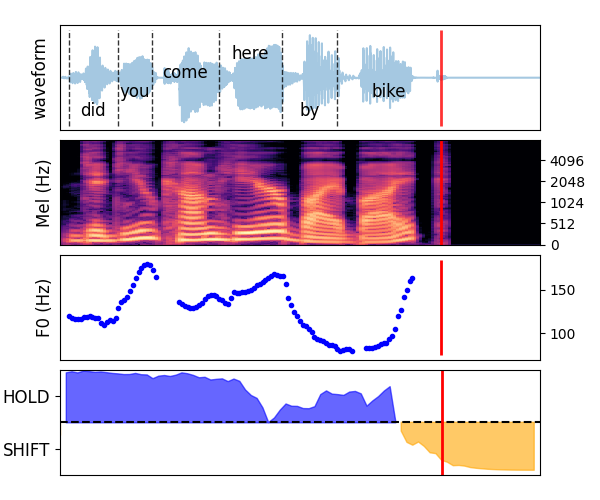 waveform
did
you
come
here
by
bike
Mel (Hz)
4096
2048
1024
512
0
F0 (Hz)
150
100
HOLD
SHIFT